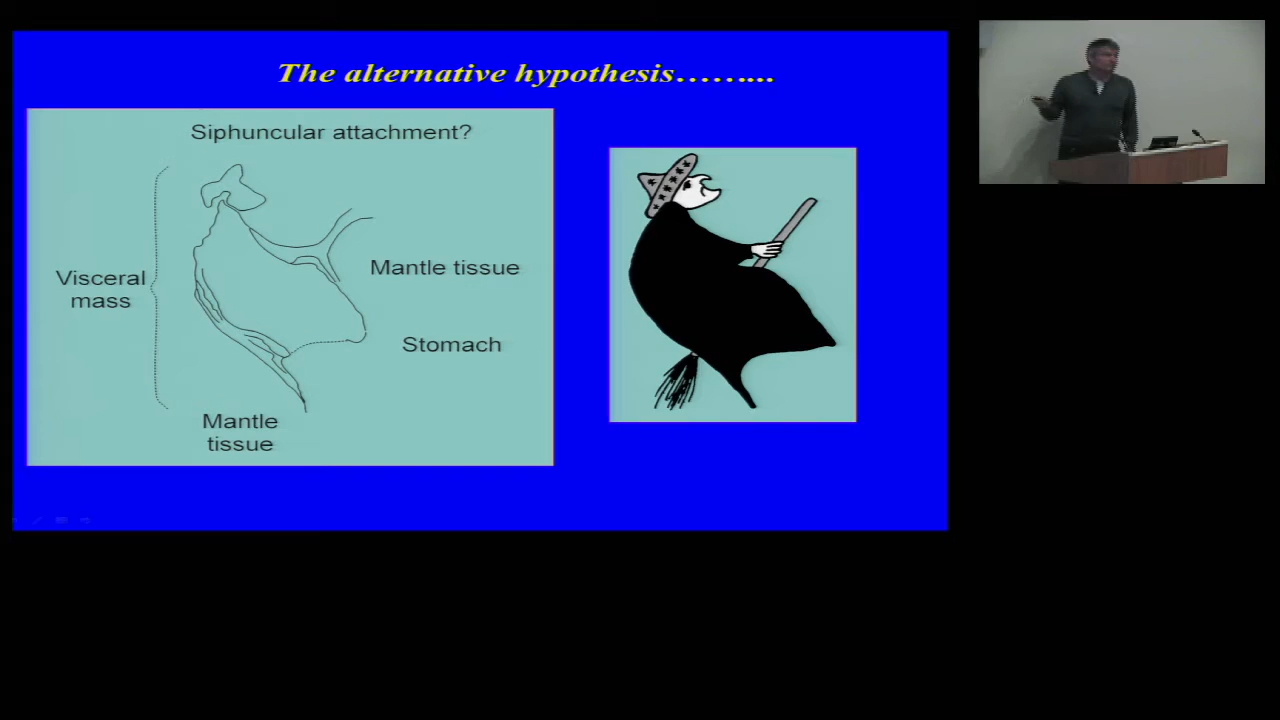 The alternative hypothesis……....
Siphuncular attachment?
Visceral
mass
Mantle tissue
Stomach
Mantle
tissue